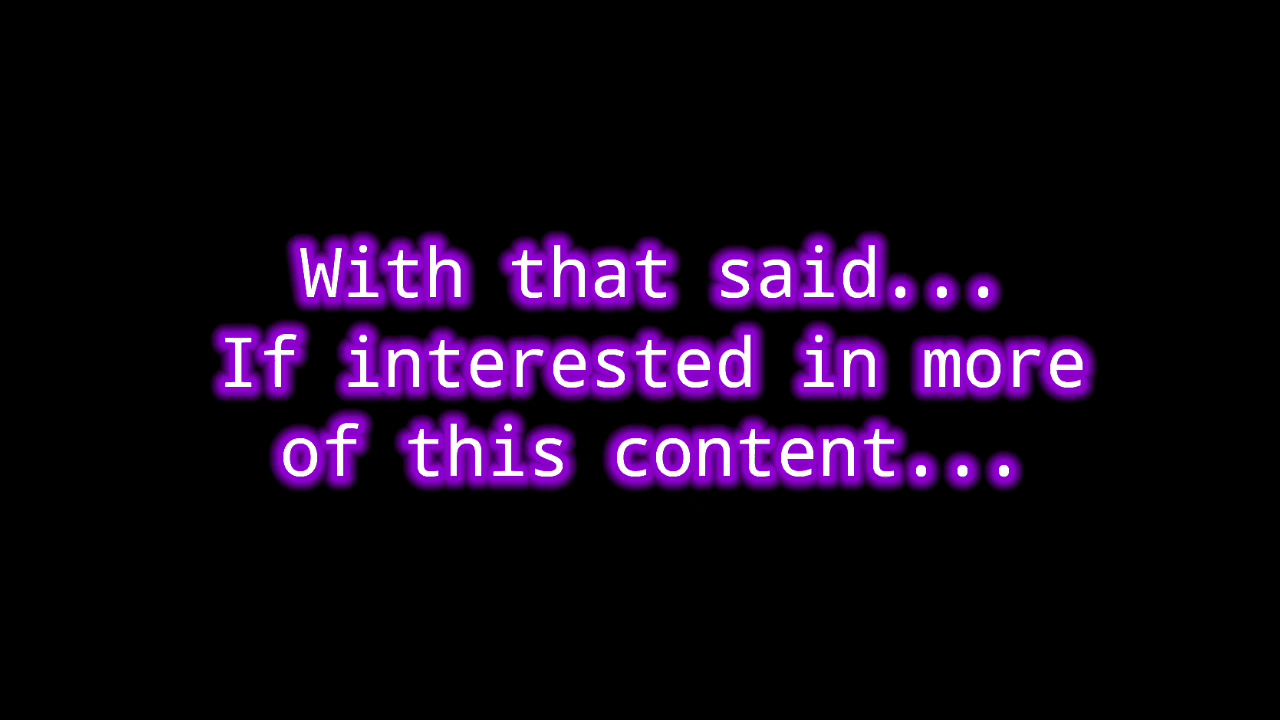 With that said...
If interested in more
of this content...